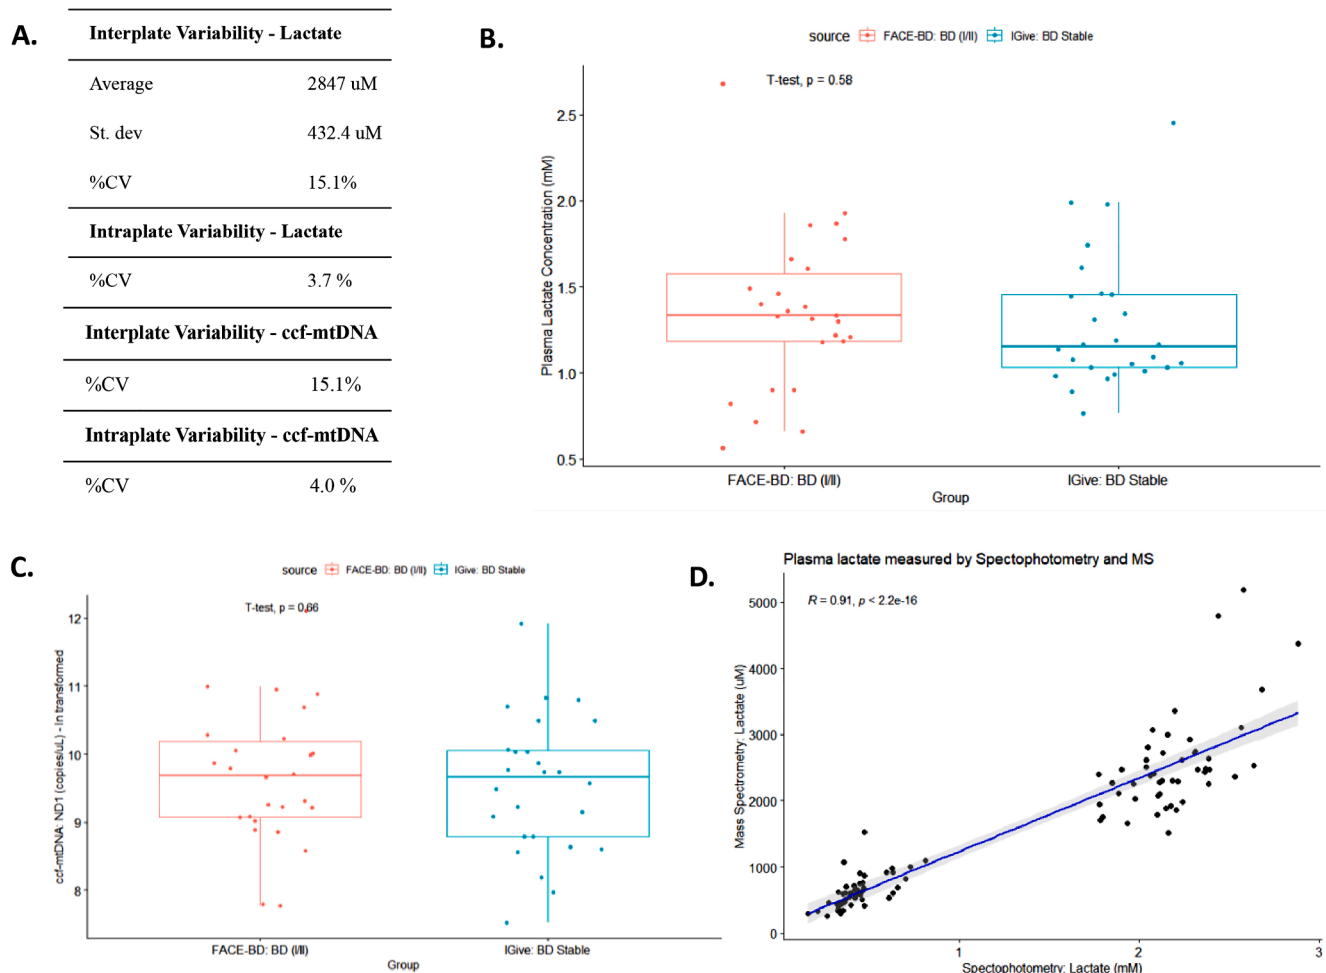 A.
Interplate Variability - Lactate
Average 2847 uM
St. dev 432.4 uM
%CV 15.1%
Intraplate Variability - Lactate
%CV 3.7 %
Interplate Variability - ccf-mtDNA
%CV 15.1%
Intraplate Variability - ccf-mtDNA
%CV 4.0 %
B.
source FACE-BD: BD (I/II) IGive: BD Stable
T-test, p = 0.58
Plasma Lactate Concentration (mM)
2.5
2.0
1.5
1.0
0.5
FACE-BD: BD (I/II) IGive: BD Stable
Group
C.
source FACE-BD: BD (I/II) IGive: BD Stable
T-test, p = 0.66
ccf-mtDNA: ND1 (copies/uL) - ln transformed
12
11
10
9
8
FACE-BD: BD (I/II) IGive: BD Stable
Group
D.
Plasma lactate measured by Spectophotometry and MS
R = 0.91, p < 2.2e-16
Mass Spectrometry: Lactate (uM)
5000
4000
3000
2000
1000
0
1 2 3
Spectophotometry: Lactate (mM)